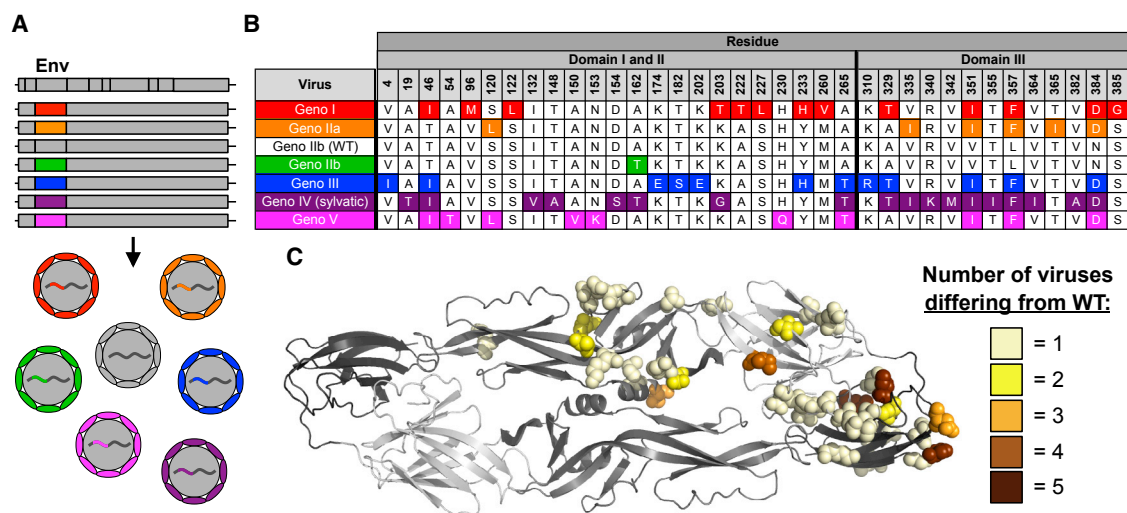 A
Env
B
Residue
Domain I and II Domain III
Virus 4 19 46 54 96 120 122 132 148 150 153 154 162 174 182 202 203 222 227 230 233 260 265 310 329 335 340 342 351 355 357 364 365 382 384 385
Geno I V A I A M S L I T A N D A K T K T T L H H V A K T V R V I T F V T V D G
Geno IIa V A T A V L S I T A N D A K T K K A S H Y M A K A I R V I T F V I V D S
Geno IIb (WT) V A T A V S S I T A N D A K T K K A S H Y M A K A V R V V T L V T V N S
Geno IIb V A T A V S S I T A N D T K T K K A S H Y M A K A V R V V T L V T V N S
Geno III I A I A V S S I T A N D A E S E K A S H H M T R T V R V I T F V T V D S
Geno IV (sylvatic) V T I A V S S V A A N S T K T K G A S H Y M T K T I K M I I F I T A D S
Geno V V A I T V L S I T V K D A K T K K A S Q Y M T K A V R V I T F V T V D S
C
Number of viruses
differing from WT:
= 1
= 2
= 3
= 4
= 5